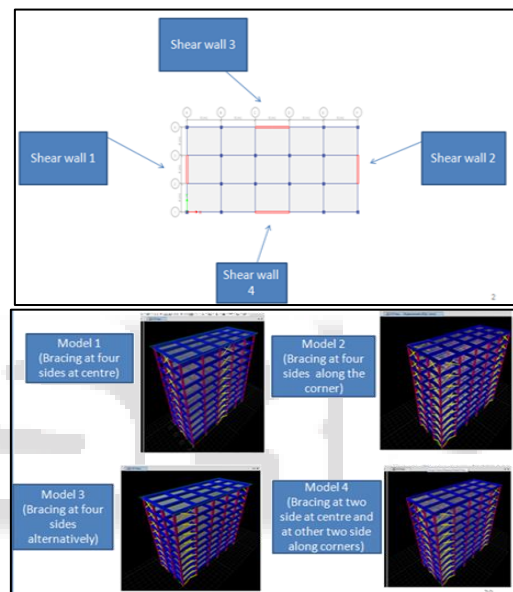 Shear wall 3
Shear wall 1
Shear wall 2
Shear wall
4
2
Model 1
(Bracing at four
sides at centre)
Model 2
(Bracing at four
sides along the
corner)
Model 3
(Bracing at four
sides
alternatively)
Model 4
(Bracing at two
side at centre and
at other two side
along corners)